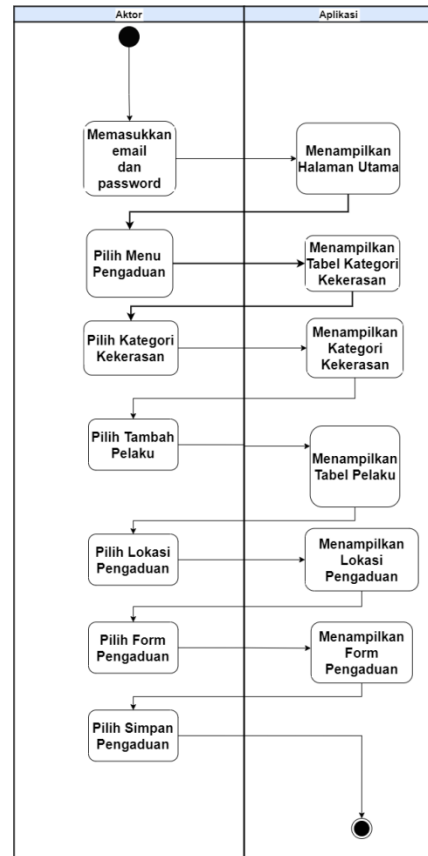 Aktor
Aplikasi
Memasukkan
email
dan
password
Menampilkan
Halaman Utama
Pilih Menu
Pengaduan
Menampilkan
Tabel Kategori
Kekerasan
Pilih Kategori
Kekerasan
Menampilkan
Kategori
Kekerasan
Pilih Tambah
Pelaku
Menampilkan
Tabel Pelaku
Pilih Lokasi
Pengaduan
Menampilkan
Lokasi
Pengaduan
Pilih Form
Pengaduan
Menampilkan
Form
Pengaduan
Pilih Simpan
Pengaduan